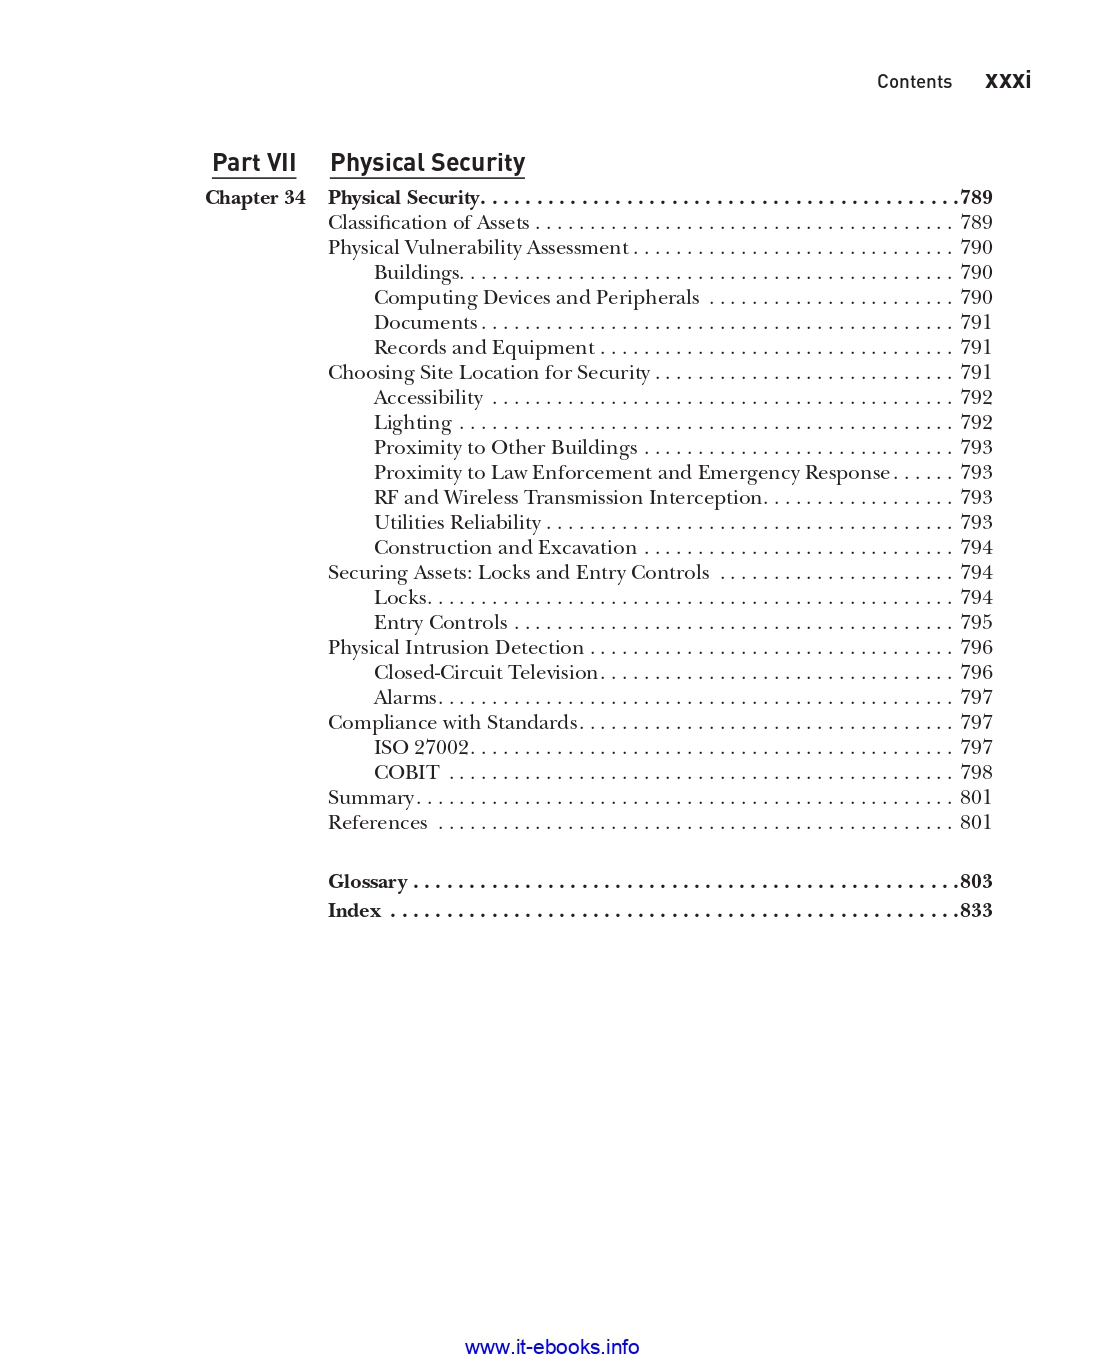 Contents xxxi
Part VII Physical Security
Chapter 34 Physical Security. . . . . . . . . . . . . . . . . . . . . . . . . . . . . . . . . . . . . . . . . . .789
Classification of Assets . . . . . . . . . . . . . . . . . . . . . . . . . . . . . . . . . . . . . . . 789
Physical Vulnerability Assessment . . . . . . . . . . . . . . . . . . . . . . . . . . . . . . 790
Buildings. . . . . . . . . . . . . . . . . . . . . . . . . . . . . . . . . . . . . . . . . . . . . . 790
Computing Devices and Peripherals . . . . . . . . . . . . . . . . . . . . . . . 790
Documents . . . . . . . . . . . . . . . . . . . . . . . . . . . . . . . . . . . . . . . . . . . . 791
Records and Equipment . . . . . . . . . . . . . . . . . . . . . . . . . . . . . . . . . 791
Choosing Site Location for Security . . . . . . . . . . . . . . . . . . . . . . . . . . . . 791
Accessibility . . . . . . . . . . . . . . . . . . . . . . . . . . . . . . . . . . . . . . . . . . . 792
Lighting . . . . . . . . . . . . . . . . . . . . . . . . . . . . . . . . . . . . . . . . . . . . . . 792
Proximity to Other Buildings . . . . . . . . . . . . . . . . . . . . . . . . . . . . . 793
Proximity to Law Enforcement and Emergency Response . . . . . . 793
RF and Wireless Transmission Interception. . . . . . . . . . . . . . . . . . 793
Utilities Reliability . . . . . . . . . . . . . . . . . . . . . . . . . . . . . . . . . . . . . . 793
Construction and Excavation . . . . . . . . . . . . . . . . . . . . . . . . . . . . . 794
Securing Assets: Locks and Entry Controls . . . . . . . . . . . . . . . . . . . . . . 794
Locks. . . . . . . . . . . . . . . . . . . . . . . . . . . . . . . . . . . . . . . . . . . . . . . . . 794
Entry Controls . . . . . . . . . . . . . . . . . . . . . . . . . . . . . . . . . . . . . . . . . 795
Physical Intrusion Detection . . . . . . . . . . . . . . . . . . . . . . . . . . . . . . . . . . 796
Closed-Circuit Television. . . . . . . . . . . . . . . . . . . . . . . . . . . . . . . . . 796
Alarms. . . . . . . . . . . . . . . . . . . . . . . . . . . . . . . . . . . . . . . . . . . . . . . . 797
Compliance with Standards. . . . . . . . . . . . . . . . . . . . . . . . . . . . . . . . . . . 797
ISO 27002. . . . . . . . . . . . . . . . . . . . . . . . . . . . . . . . . . . . . . . . . . . . . 797
COBIT . . . . . . . . . . . . . . . . . . . . . . . . . . . . . . . . . . . . . . . . . . . . . . . 798
Summary. . . . . . . . . . . . . . . . . . . . . . . . . . . . . . . . . . . . . . . . . . . . . . . . . . 801
References . . . . . . . . . . . . . . . . . . . . . . . . . . . . . . . . . . . . . . . . . . . . . . . . 801
Glossary . . . . . . . . . . . . . . . . . . . . . . . . . . . . . . . . . . . . . . . . . . . . . . . . .803
Index . . . . . . . . . . . . . . . . . . . . . . . . . . . . . . . . . . . . . . . . . . . . . . . . . . .833
www.it-ebooks.info